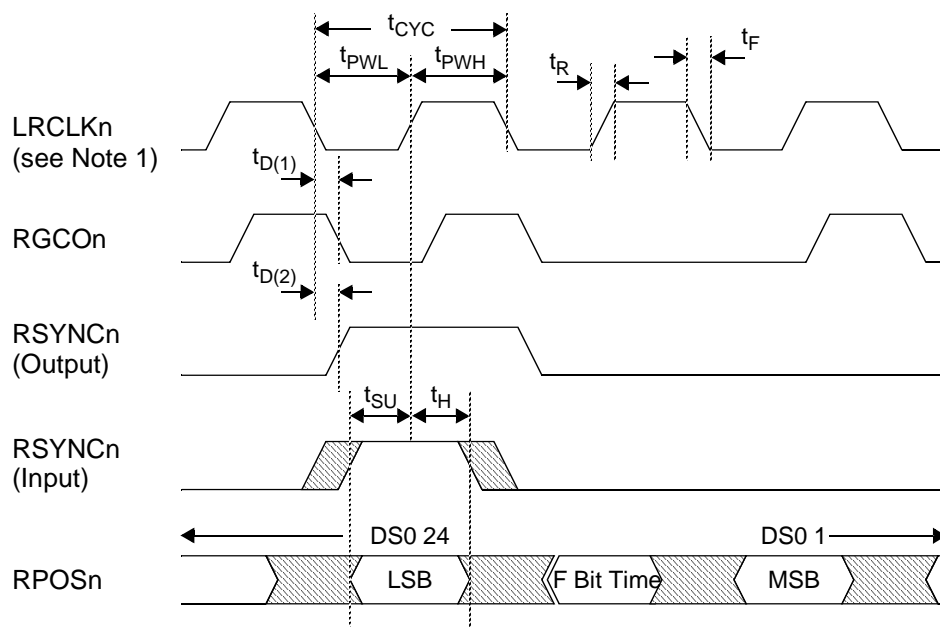 tCYC
tPWL
tPWH
tR
tF
LRCLKn
(see Note 1)
tD(1)
RGCOn
tD(2)
RSYNCn
(Output)
tSU
tH
RSYNCn
(Input)
DS0 24
DS0 1
RPOSn
LSB
F Bit Time
MSB